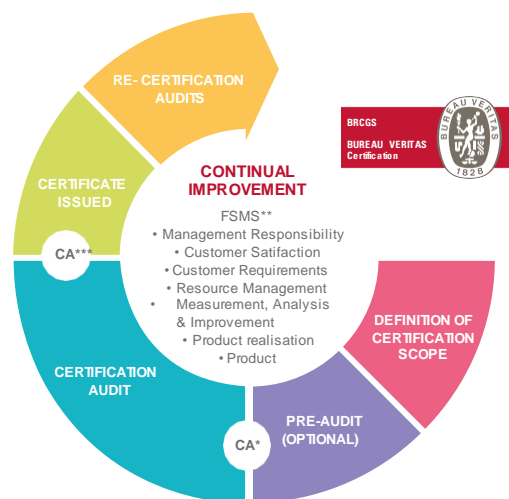 RE- CERTIFICATION
AUDITS
BRCGS
BUREAU VERITAS
Certification
BUREAU VERITAS
1828
CERTIFICATE
ISSUED
CONTINUAL
IMPROVEMENT
FSMS**
• Management Responsibility
• Customer Satifaction
• Customer Requirements
• Resource Management
• Measurement, Analysis
& Improvement
• Product realisation
• Product
CA***
DEFINITION OF
CERTIFICATION
SCOPE
CERTIFICATION
AUDIT
PRE-AUDIT
(OPTIONAL)
CA*